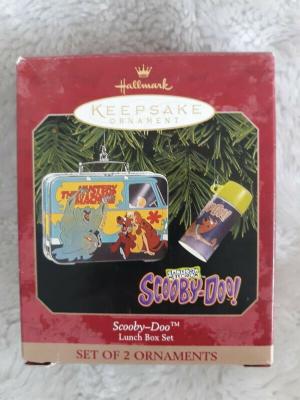 Hallmark
KEEPSAKE
ORNAMENT
THE MYSTERY
MACHINE
SCOOBY-DOO!
Scooby-Doo™
Lunch Box Set
SET OF 2 ORNAMENTS